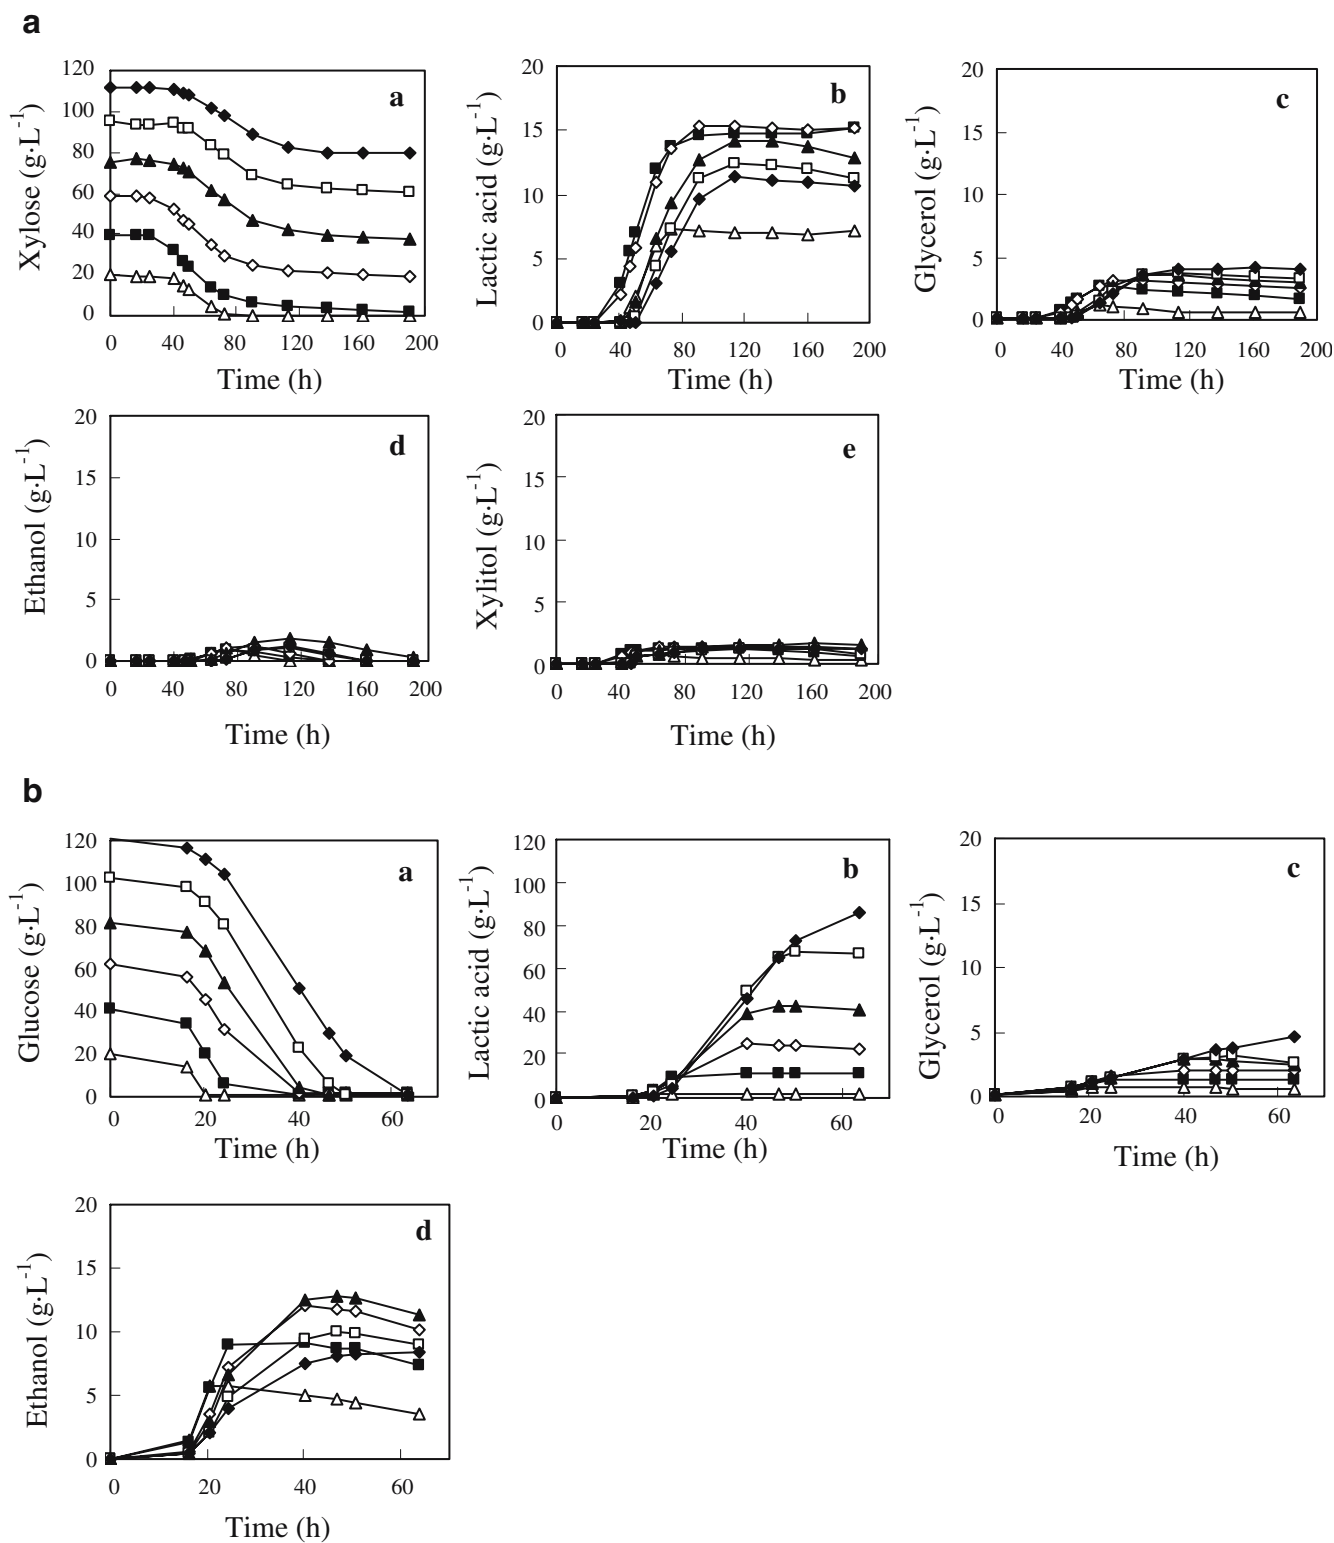 a
120
100
80
60
40
20
0
Xylose (g·L-1)
a
0 40 80 120 160 200
Time (h)
20
15
10
5
0
Lactic acid (g·L-1)
b
0 40 80 120 160 200
Time (h)
20
15
10
5
0
Glycerol (g·L-1)
c
0 40 80 120 160 200
Time (h)
20
15
10
5
0
Ethanol (g·L-1)
d
0 40 80 120 160 200
Time (h)
20
15
10
5
0
Xylitol (g·L-1)
e
0 40 80 120 160 200
Time (h)
b
120
100
80
60
40
20
0
Glucose (g·L-1)
a
0 20 40 60
Time (h)
120
100
80
60
40
20
0
Lactic acid (g·L-1)
b
0 20 40 60
Time (h)
20
15
10
5
0
Glycerol (g·L-1)
c
0 20 40 60
Time (h)
20
15
10
5
0
Ethanol (g·L-1)
d
0 20 40 60
Time (h)